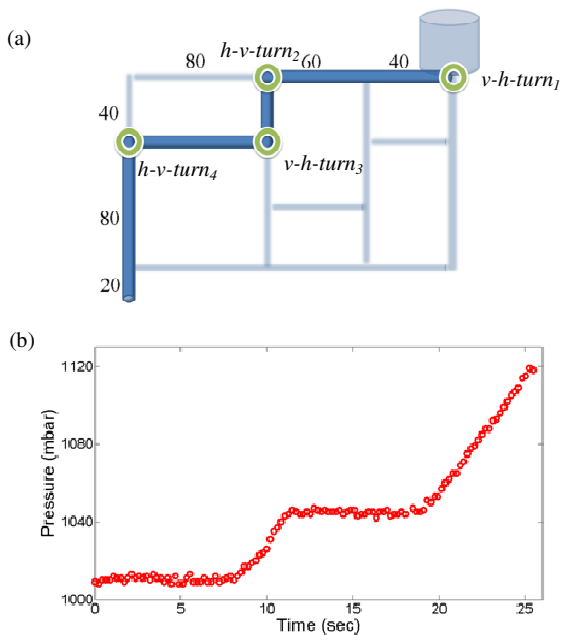 (a)
80
h-v-turn2
60
40
v-h-turn1
40
h-v-turn4
v-h-turn3
80
20
(b)
1120
1080
1040
1000
Pressure (mbar)
0
5
10
15
20
25
Time (sec)